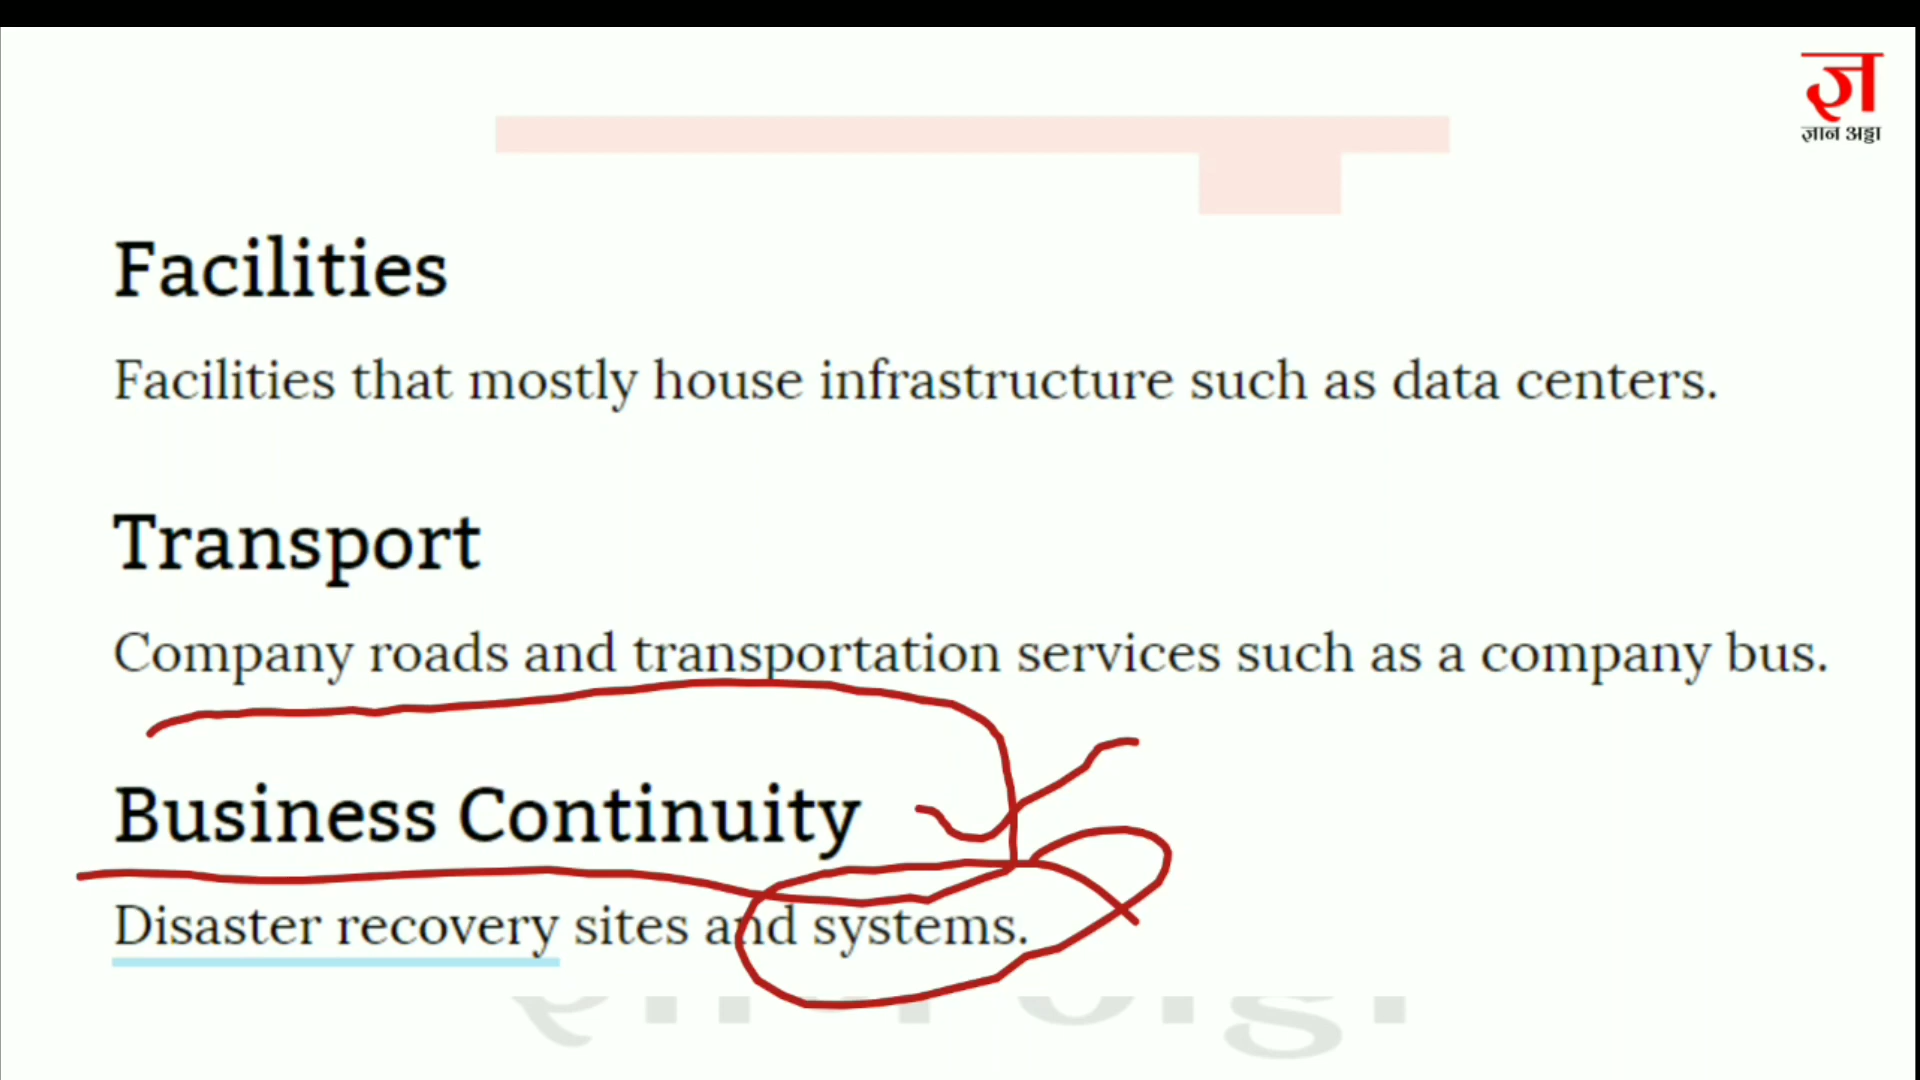 ज्ञ
ज्ञान अड्डा
Facilities
Facilities that mostly house infrastructure such as data centers.
Transport
Company roads and transportation services such as a company bus.
Business Continuity
Disaster recovery sites and systems.